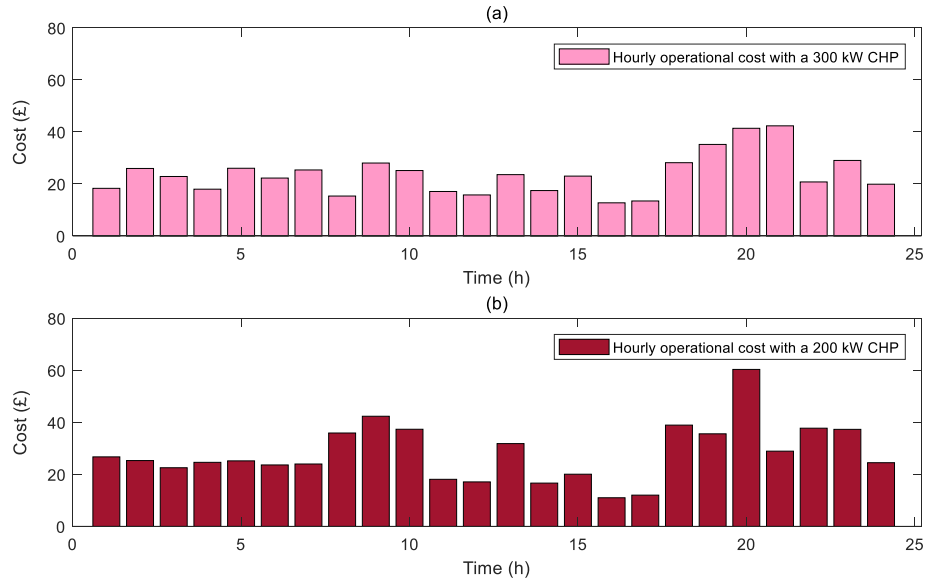 (a)
80
60
40
20
0
Cost (£)
Hourly operational cost with a 300 kW CHP
0 5 10 15 20 25
Time (h)
(b)
80
60
40
20
0
Cost (£)
Hourly operational cost with a 200 kW CHP
0 5 10 15 20 25
Time (h)